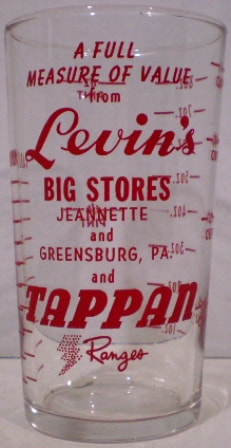 A FULL
MEASURE OF VALUE
from
Levin's
BIG STORES
JEANNETTE
and
GREENSBURG, PA.
and
TAPPAN
Ranges